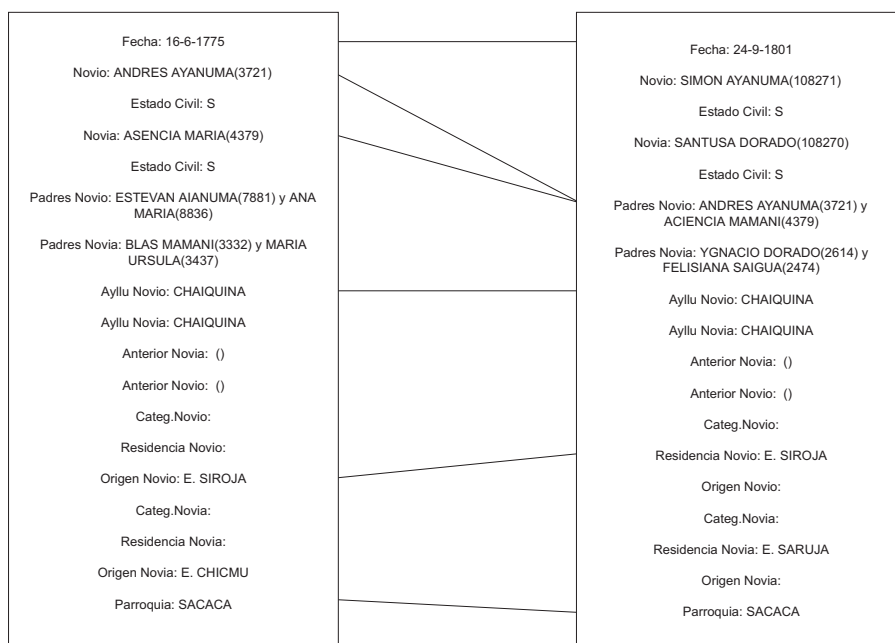 Fecha: 16-6-1775
Novio: ANDRES AYANUMA(3721)
Estado Civil: S
Novia: ASENCIA MARIA(4379)
Estado Civil: S
Padres Novio: ESTEVAN AIANUMA(7881) y ANA
MARIA(8836)
Padres Novia: BLAS MAMANI(3332) y MARIA
URSULA(3437)
Ayllu Novio: CHAIQUINA
Ayllu Novia: CHAIQUINA
Anterior Novia: ()
Anterior Novio: ()
Categ.Novio:
Residencia Novio:
Origen Novio: E. SIROJA
Categ.Novia:
Residencia Novia:
Origen Novia: E. CHICMU
Parroquia: SACACA
Fecha: 24-9-1801
Novio: SIMON AYANUMA(108271)
Estado Civil: S
Novia: SANTUSA DORADO(108270)
Estado Civil: S
Padres Novio: ANDRES AYANUMA(3721) y
ACIENCIA MAMANI(4379)
Padres Novia: YGNACIO DORADO(2614) y
FELISIANA SAIGUA(2474)
Ayllu Novio: CHAIQUINA
Ayllu Novia: CHAIQUINA
Anterior Novia: ()
Anterior Novio: ()
Categ.Novio:
Residencia Novio: E. SIROJA
Origen Novio:
Categ.Novia:
Residencia Novia: E. SARUJA
Origen Novia:
Parroquia: SACACA